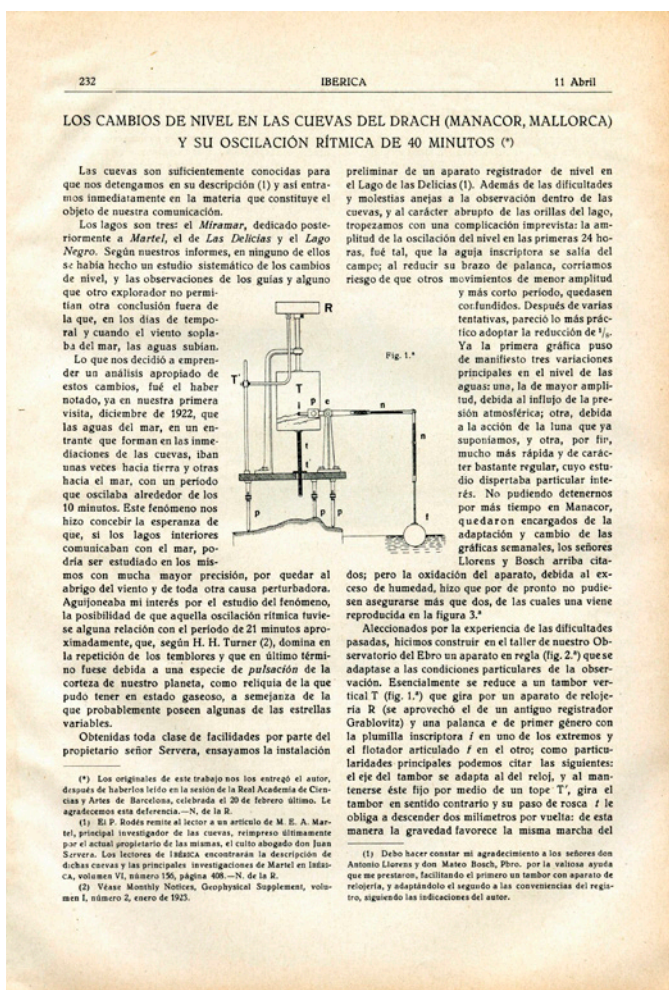 232
IBERICA
11 Abril
LOS CAMBIOS DE NIVEL EN LAS CUEVAS DEL DRACH (MANACOR, MALLORCA)
Y SU OSCILACIÓN RÍTMICA DE 40 MINUTOS (*)
Las cuevas son suficientemente conocidas para
que nos detengamos en su descripción (1) y así entra-
mos inmediatamente en la materia que constituye el
objeto de nuestra comunicación.
Los lagos son tres: el Miramar, dedicado poste-
riormente a Martel, el de Las Delicias y el Lago
Negro. Según nuestros informes, en ninguno de ellos
se había hecho un estudio sistemático de los cambios
de nivel, y las observaciones de los guías y alguno
que otro explorador no permi-
tían otra conclusión fuera de
la que, en los días de tempo-
ral y cuando el viento sopla-
ba del mar, las aguas subían.
Lo que nos decidió a empren-
der un análisis apropiado de
estos cambios, fué el haber
notado, ya en nuestra primera
visita, diciembre de 1922, que
las aguas del mar, en un en-
trante que forman en las inme-
diaciones de las cuevas, iban
unas veces hacia tierra y otras
hacia el mar, con un período
que oscilaba alrededor de los
10 minutos. Este fenómeno nos
hizo concebir la esperanza de
que, si los lagos interiores
comunicaban con el mar, po-
dría ser estudiado en los mis-
mos con mucha mayor precisión, por quedar al
abrigo del viento y de toda otra causa perturbadora.
Aguijoneaba mi interés por el estudio del fenómeno,
la posibilidad de que aquella oscilación rítmica tuvie-
se alguna relación con el período de 21 minutos apro-
ximadamente, que, según H. H. Turner (2), domina en
la repetición de los temblores y que en último térmi-
no fuese debida a una especie de pulsación de la
corteza de nuestro planeta, como reliquia de la que
pudo tener en estado gaseoso, a semejanza de la
que probablemente poseen algunas de las estrellas
variables.
Obtenidas toda clase de facilidades por parte del
propietario señor Servera, ensayamos la instalación
(*) Los originales de este trabajo nos los entregó el autor,
después de haberlos leído en la sesión de la Real Academia de Cien-
cias y Artes de Barcelona, celebrada el 20 de febrero último. Le
agradecemos esta deferencia.—N. de la R.
(1) El P. Rodés remite al lector a un artículo de M. E. A. Mar-
tel, principal investigador de las cuevas, reimpreso últimamente
por el actual propietario de las mismas, el culto abogado don Juan
Servera. Los lectores de IBÉRICA encontrarán la descripción de
dichas cuevas y las principales investigaciones de Martel en IBÉRI-
CA, volumen VI, número 156, página 408.—N. de la R.
(2) Véase Monthly Notices, Geophysical Supplement, volu-
men I, número 2, enero de 1923.
preliminar de un aparato registrador de nivel en
el Lago de las Delicias (1). Además de las dificultades
y molestias anejas a la observación dentro de las
cuevas, y al carácter abrupto de las orillas del lago,
tropezamos con una complicación imprevista: la am-
plitud de la oscilación del nivel en las primeras 24 ho-
ras, fué tal, que la aguja inscriptora se salía del
campo; al reducir su brazo de palanca, corríamos
riesgo de que otros movimientos de menor amplitud
y más corto período, quedasen
confundidos. Después de varias
tentativas, pareció lo más prác-
tico adoptar la reducción de
Ya la primera gráfica puso
de manifiesto tres variaciones
principales en el nivel de las
aguas: una, la de mayor ampli-
tud, debida al influjo de la pre-
sión atmosférica; otra, debida
a la acción de la luna que ya
suponíamos, y otra, por fin,
mucho más rápida y de carác-
ter bastante regular, cuyo estu-
dio dispertaba particular inte-
rés. No pudiendo detenernos
por más tiempo en Manacor,
quedaron encargados de la
adaptación y cambio de las
gráficas semanales, los señores
Llorens y Bosch arriba cita-
dos; pero la oxidación del aparato, debida al ex-
ceso de humedad, hizo que por de pronto no pudie-
sen asegurarse más que dos, de las cuales una viene
reproducida en la figura 3.ª
Aleccionados por la experiencia de las dificultades
pasadas, hicimos construir en el taller de nuestro Ob-
servatorio del Ebro un aparato en regla (fig. 2.ª) que se
adaptase a las condiciones particulares de la obser-
vación. Esencialmente se reduce a un tambor ver-
tical T (fig. 1.ª) que gira por un aparato de reloje-
ría R (se aprovechó el de un antiguo registrador
Grablovitz) y una palanca e de primer género con
la plumilla inscriptora i en uno de los extremos y
el flotador articulado f en el otro; como particu-
laridades principales podemos citar las siguientes:
el eje del tambor se adapta al del reloj, y al man-
tenerse éste fijo por medio de un tope T', gira el
tambor en sentido contrario y su paso de rosca t le
obliga a descender dos milímetros por vuelta: de esta
manera la gravedad favorece la misma marcha del
(1) Debo hacer constar mi agradecimiento a los señores don
Antonio Llorens y don Mateo Bosch, Pbro. por la valiosa ayuda
que me prestaron, facilitando el primero un tambor con aparato de
relojería, y adaptándolo el segundo a las conveniencias del regis-
tro, siguiendo las indicaciones del autor.
R
Fig. 1.ª
T'
T
i
p
e
n
n
t
t'
p
p
p
f